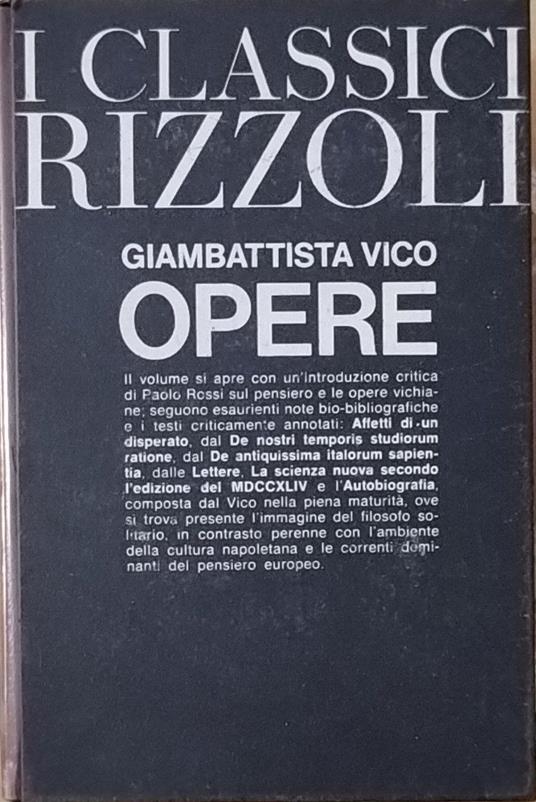 I CLASSICI
RIZZOLI
GIAMBATTISTA VICO
OPERE
Il volume si apre con un'introduzione critica
di Paolo Rossi sul pensiero e le opere vichia-
ne; seguono esaurienti note bio-bibliografiche
e i testi criticamente annotati: Affetti di un
disperato, dal De nostri temporis studiorum
ratione, dal De antiquissima italorum sapien-
tia, dalle Lettere, La scienza nuova secondo
l'edizione del MDCCXLIV e l'Autobiografia,
composta dal Vico nella piena maturità, ove
si trova presente l'immagine del filosofo so-
litario, in contrasto perenne con l'ambiente
della cultura napoletana e le correnti domi-
nanti del pensiero europeo.